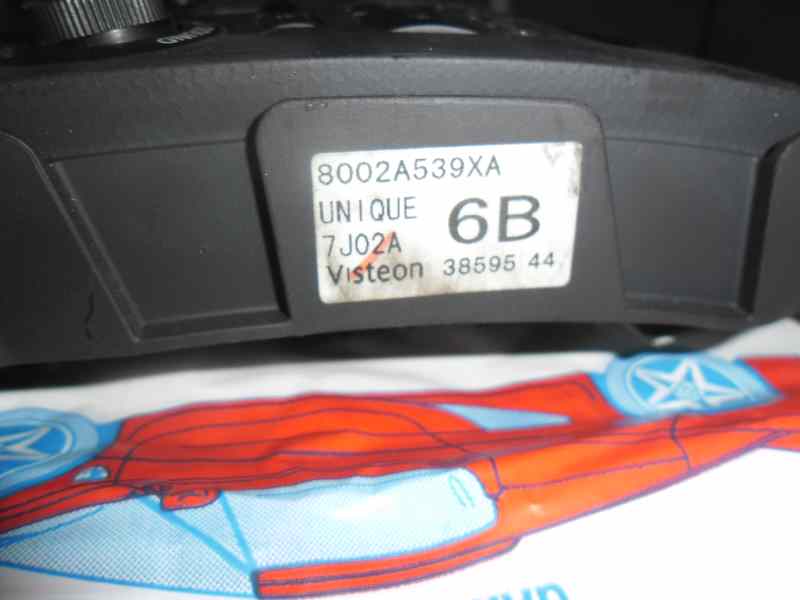 8002A539XA
UNIQUE
6B
7J02A
Visteon 38595 44